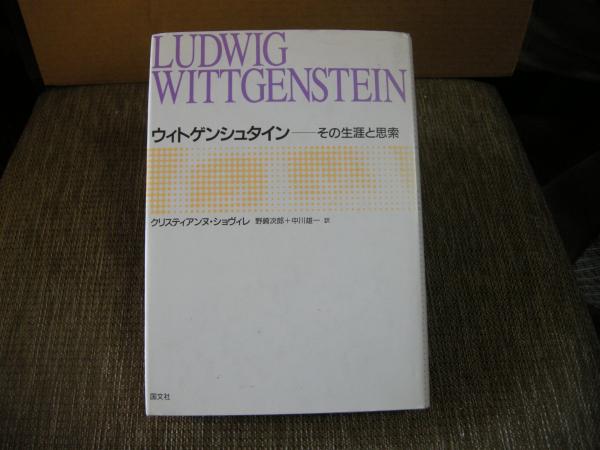 LUDWIG
WITTGENSTEIN
ウィトゲンシュタイン──その生涯と思索
クリスティアンヌ・ショヴィレ 野崎次郎+中川雄一 訳
国文社